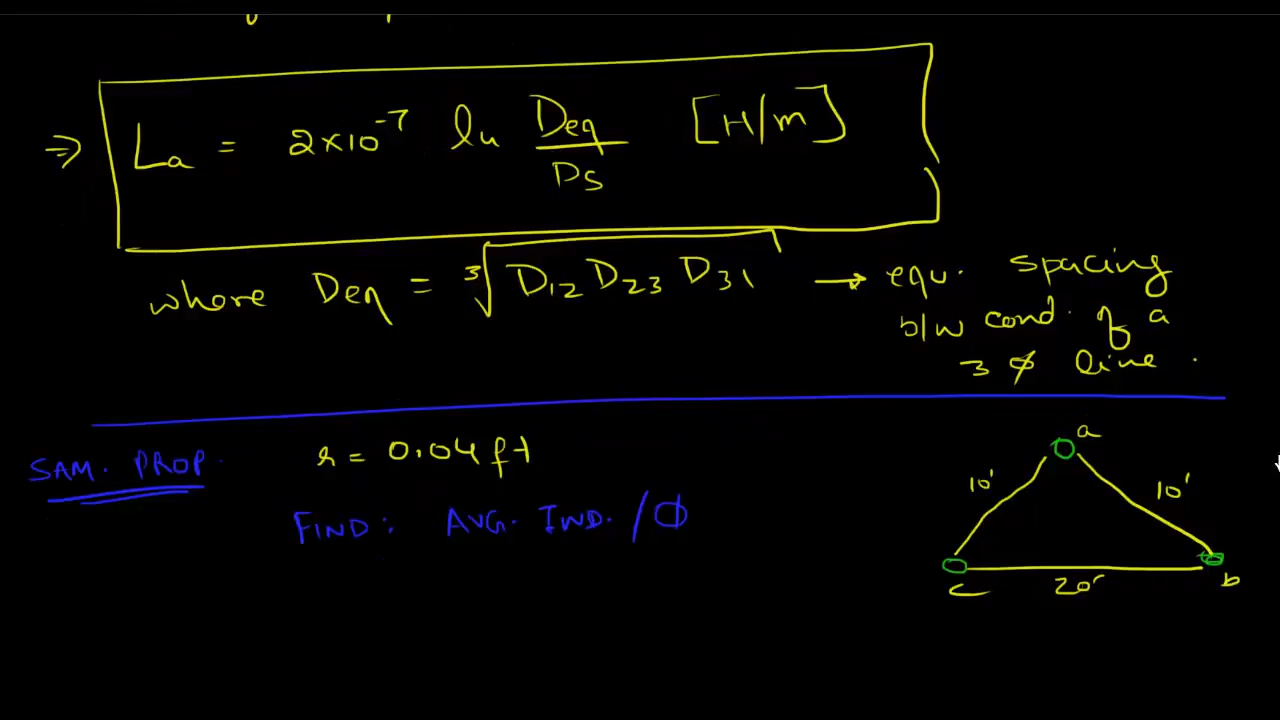 ⇒ La = 2×10⁻⁷ ln Deq/Ds [H/m]
where Deq = ³√D₁₂ D₂₃ D₃₁ → equ. spacing
b/w cond. of a
3 φ line.
SAM. PROP. r = 0.04 ft
FIND: AVG. IND. / Φ
a
10' 10'
c 20' b